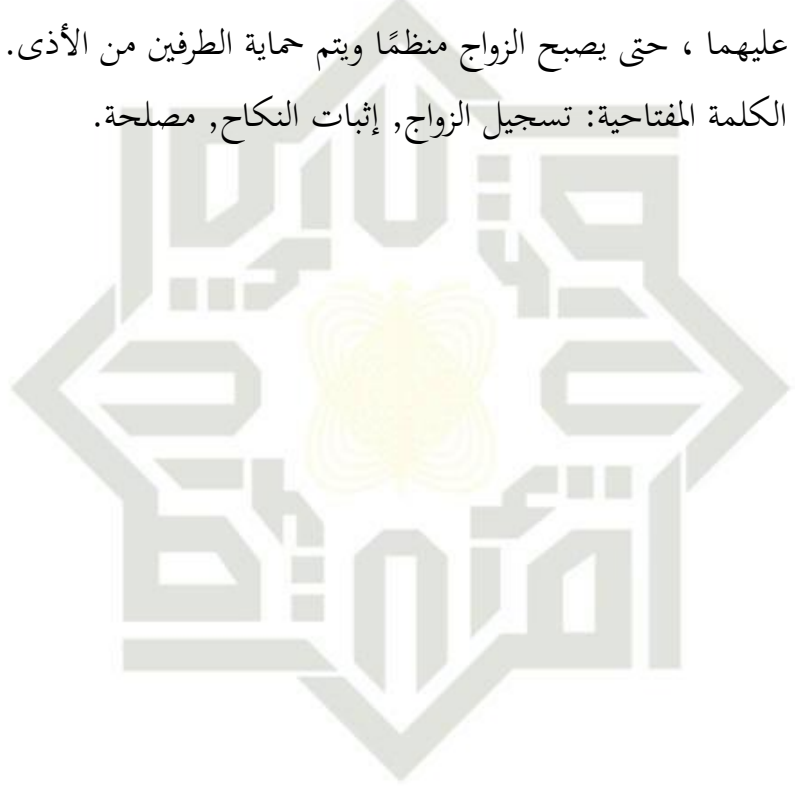 عليهما ، حتى يصبح الزواج منظمًا ويتم حماية الطرفين من الأذى.
الكلمة المفتاحية: تسجيل الزواج, إثبات النكاح, مصلحة.